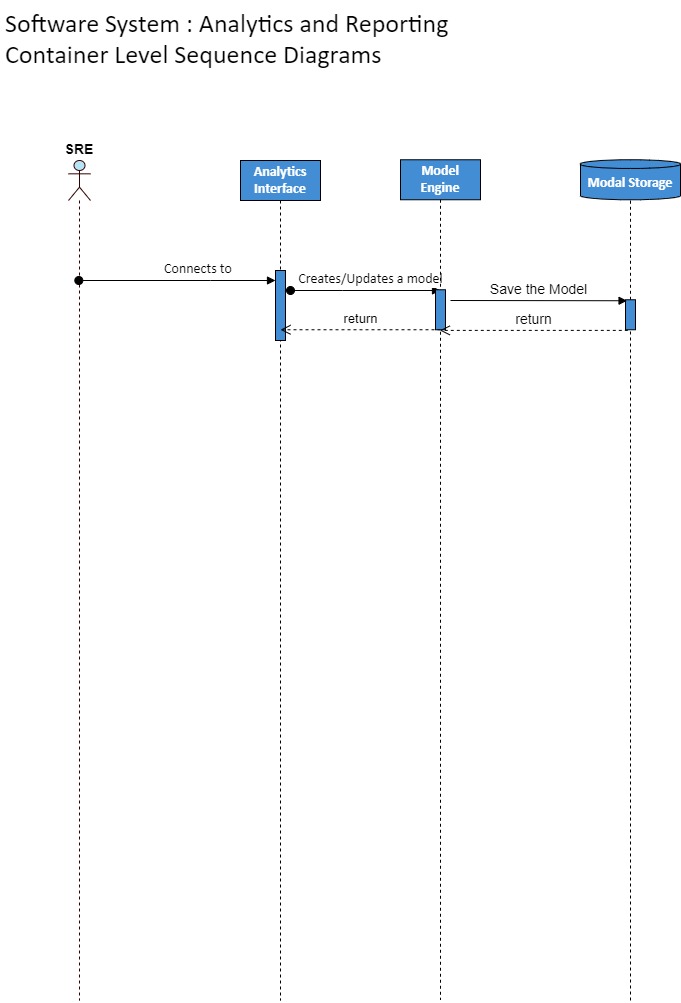 Software System : Analytics and Reporting
Container Level Sequence Diagrams
SRE
Analytics
Interface
Model
Engine
Modal Storage
Connects to
Creates/Updates a model
Save the Model
return
return